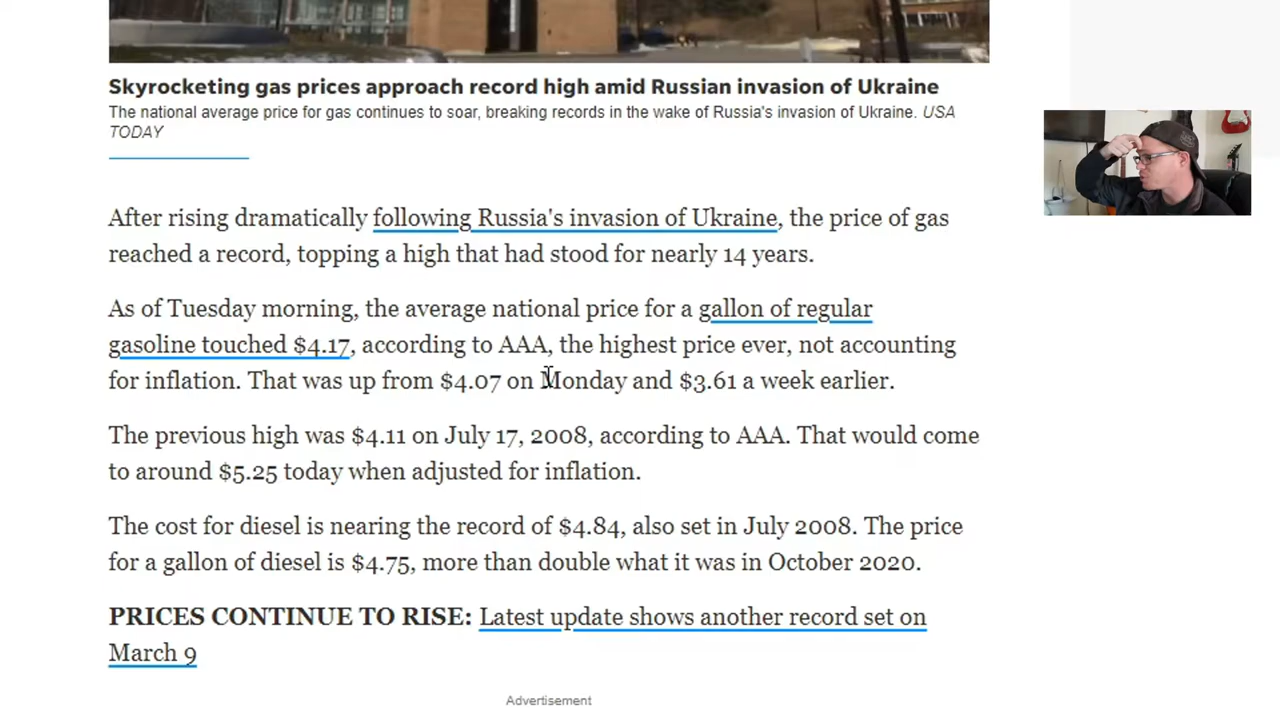 Skyrocketing gas prices approach record high amid Russian invasion of Ukraine
The national average price for gas continues to soar, breaking records in the wake of Russia's invasion of Ukraine. USA
TODAY
After rising dramatically following Russia's invasion of Ukraine, the price of gas
reached a record, topping a high that had stood for nearly 14 years.
As of Tuesday morning, the average national price for a gallon of regular
gasoline touched $4.17, according to AAA, the highest price ever, not accounting
for inflation. That was up from $4.07 on Monday and $3.61 a week earlier.
The previous high was $4.11 on July 17, 2008, according to AAA. That would come
to around $5.25 today when adjusted for inflation.
The cost for diesel is nearing the record of $4.84, also set in July 2008. The price
for a gallon of diesel is $4.75, more than double what it was in October 2020.
PRICES CONTINUE TO RISE: Latest update shows another record set on
March 9
Advertisement